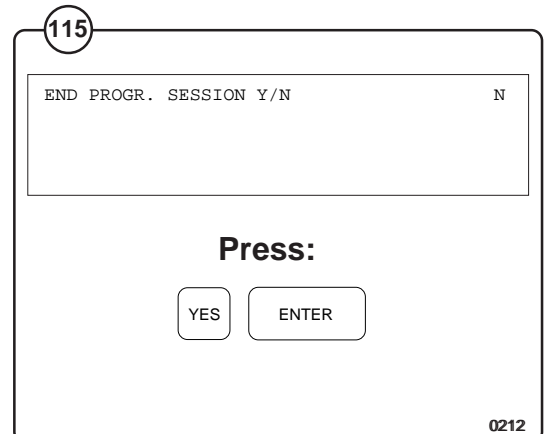 115
END PROGR. SESSION Y/N N
Press:
YES ENTER
0212